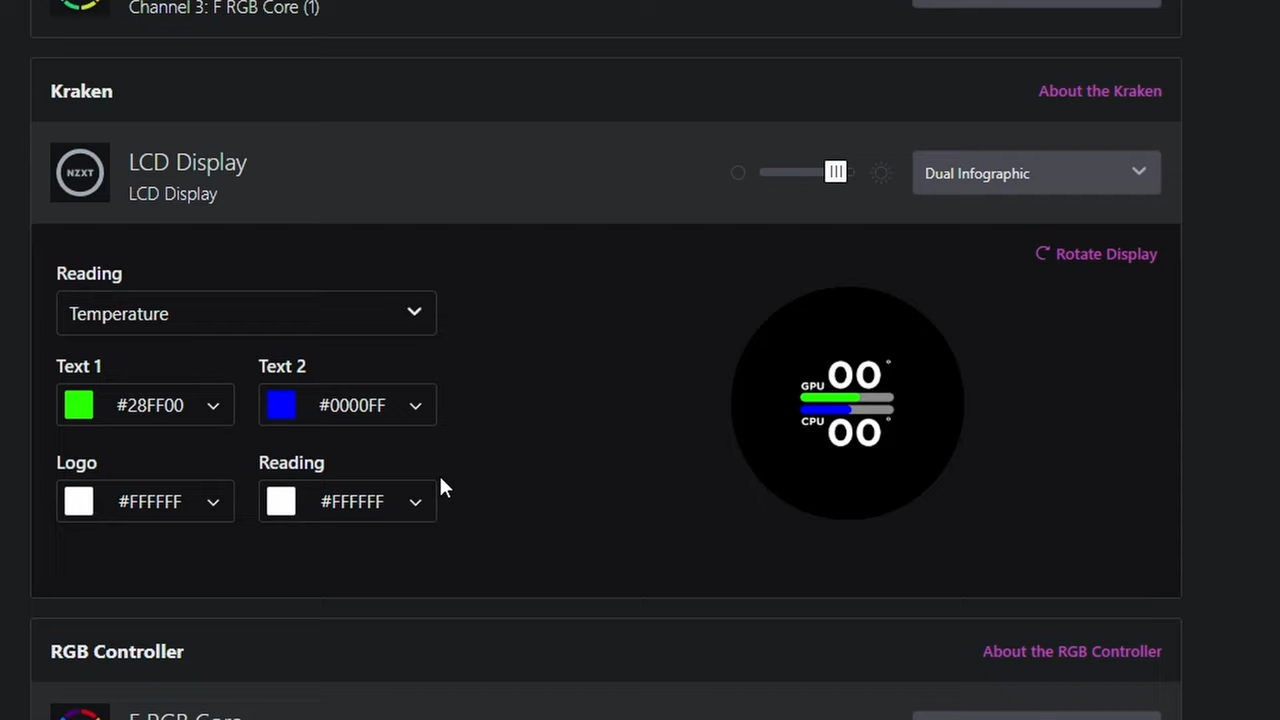 Channel 3: F RGB Core (1)
Kraken
About the Kraken
NZXT
LCD Display
LCD Display
Dual Infographic
Rotate Display
Reading
Temperature
Text 1
Text 2
#28FF00
#0000FF
Logo
Reading
#FFFFFF
#FFFFFF
GPU 00°
CPU 00°
RGB Controller
About the RGB Controller
F RGB Core